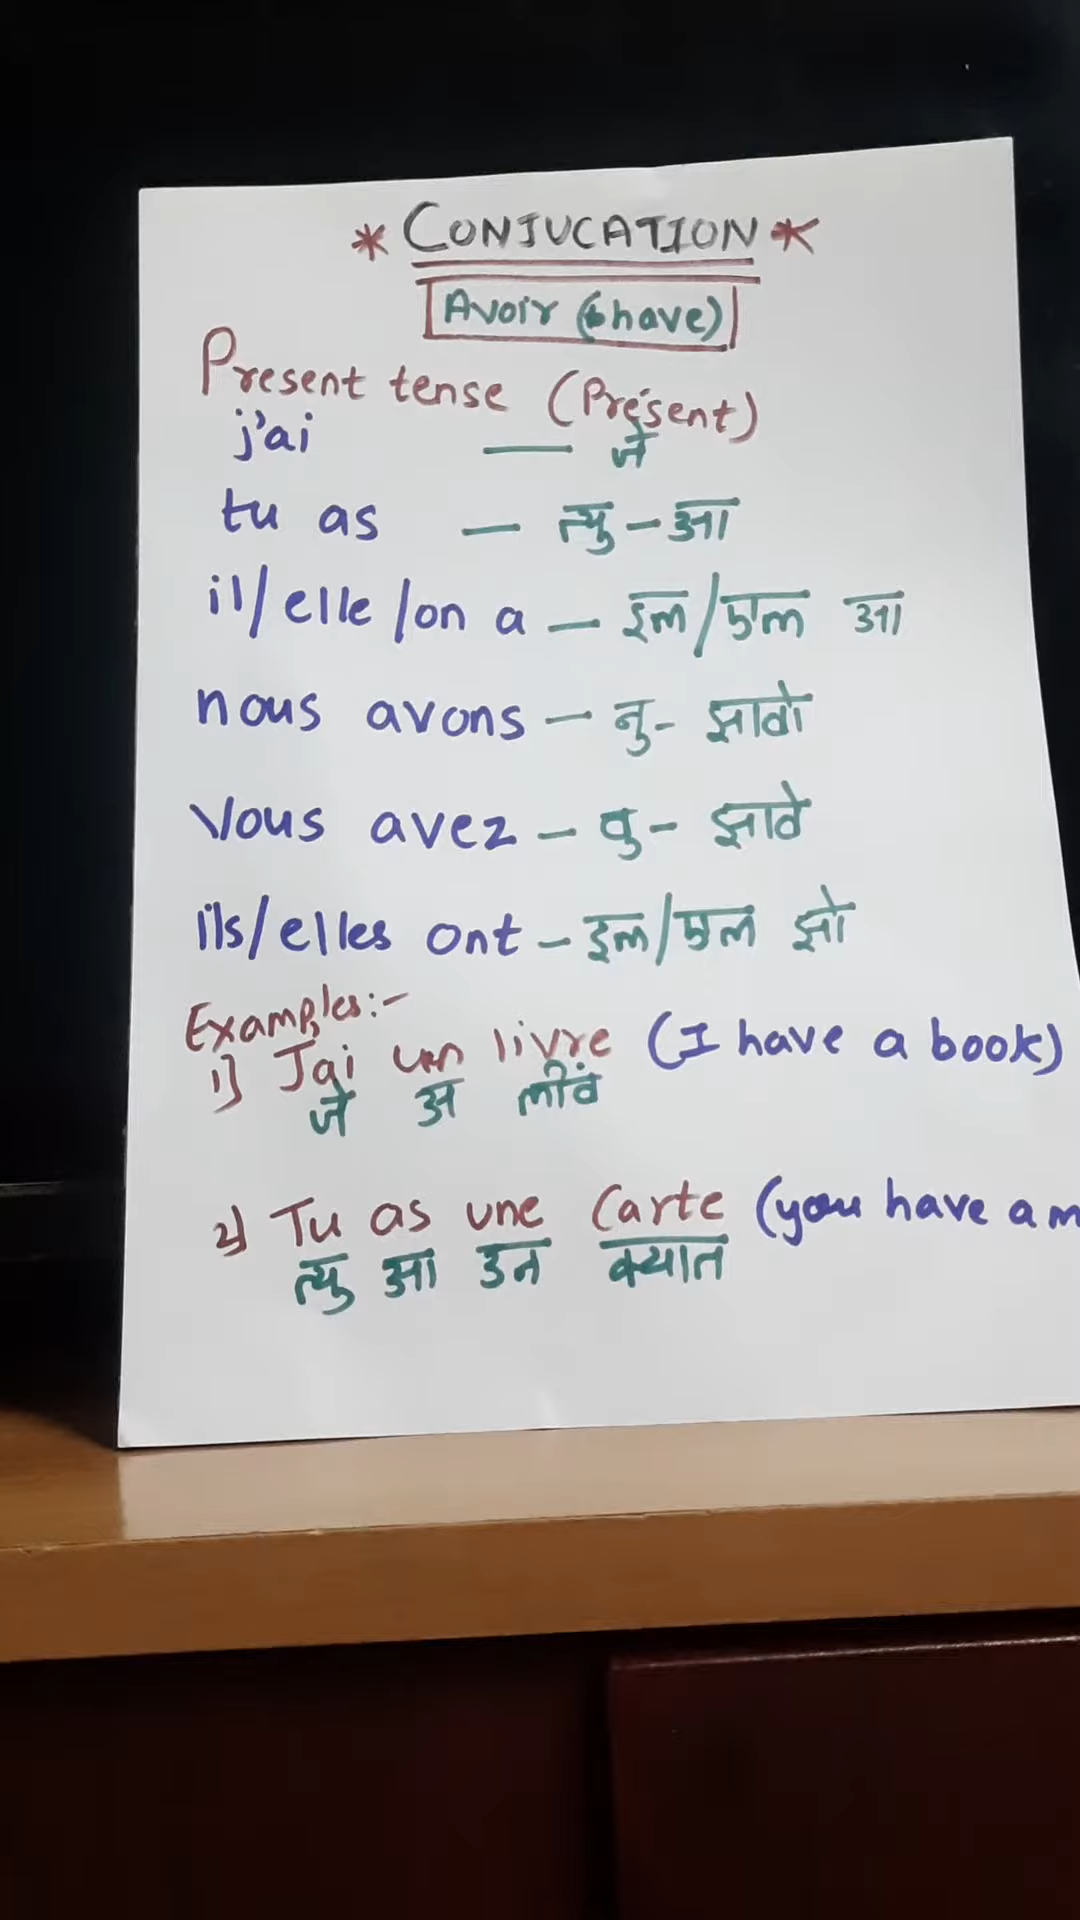 * CONJUCATION *
Avoir (to have)
Present tense (Présent)
j'ai — जे
tu as — त्यु - आ
il/elle/on a — इल/एल आ
nous avons — नु - झावों
Vous avez — वु - झावे
ils/elles ont - इल/एल झों
Examples:-
1) J'ai un livre (I have a book)
जे अ लीव्र
2) Tu as une Carte (you have a m
त्यु आ उन क्यात